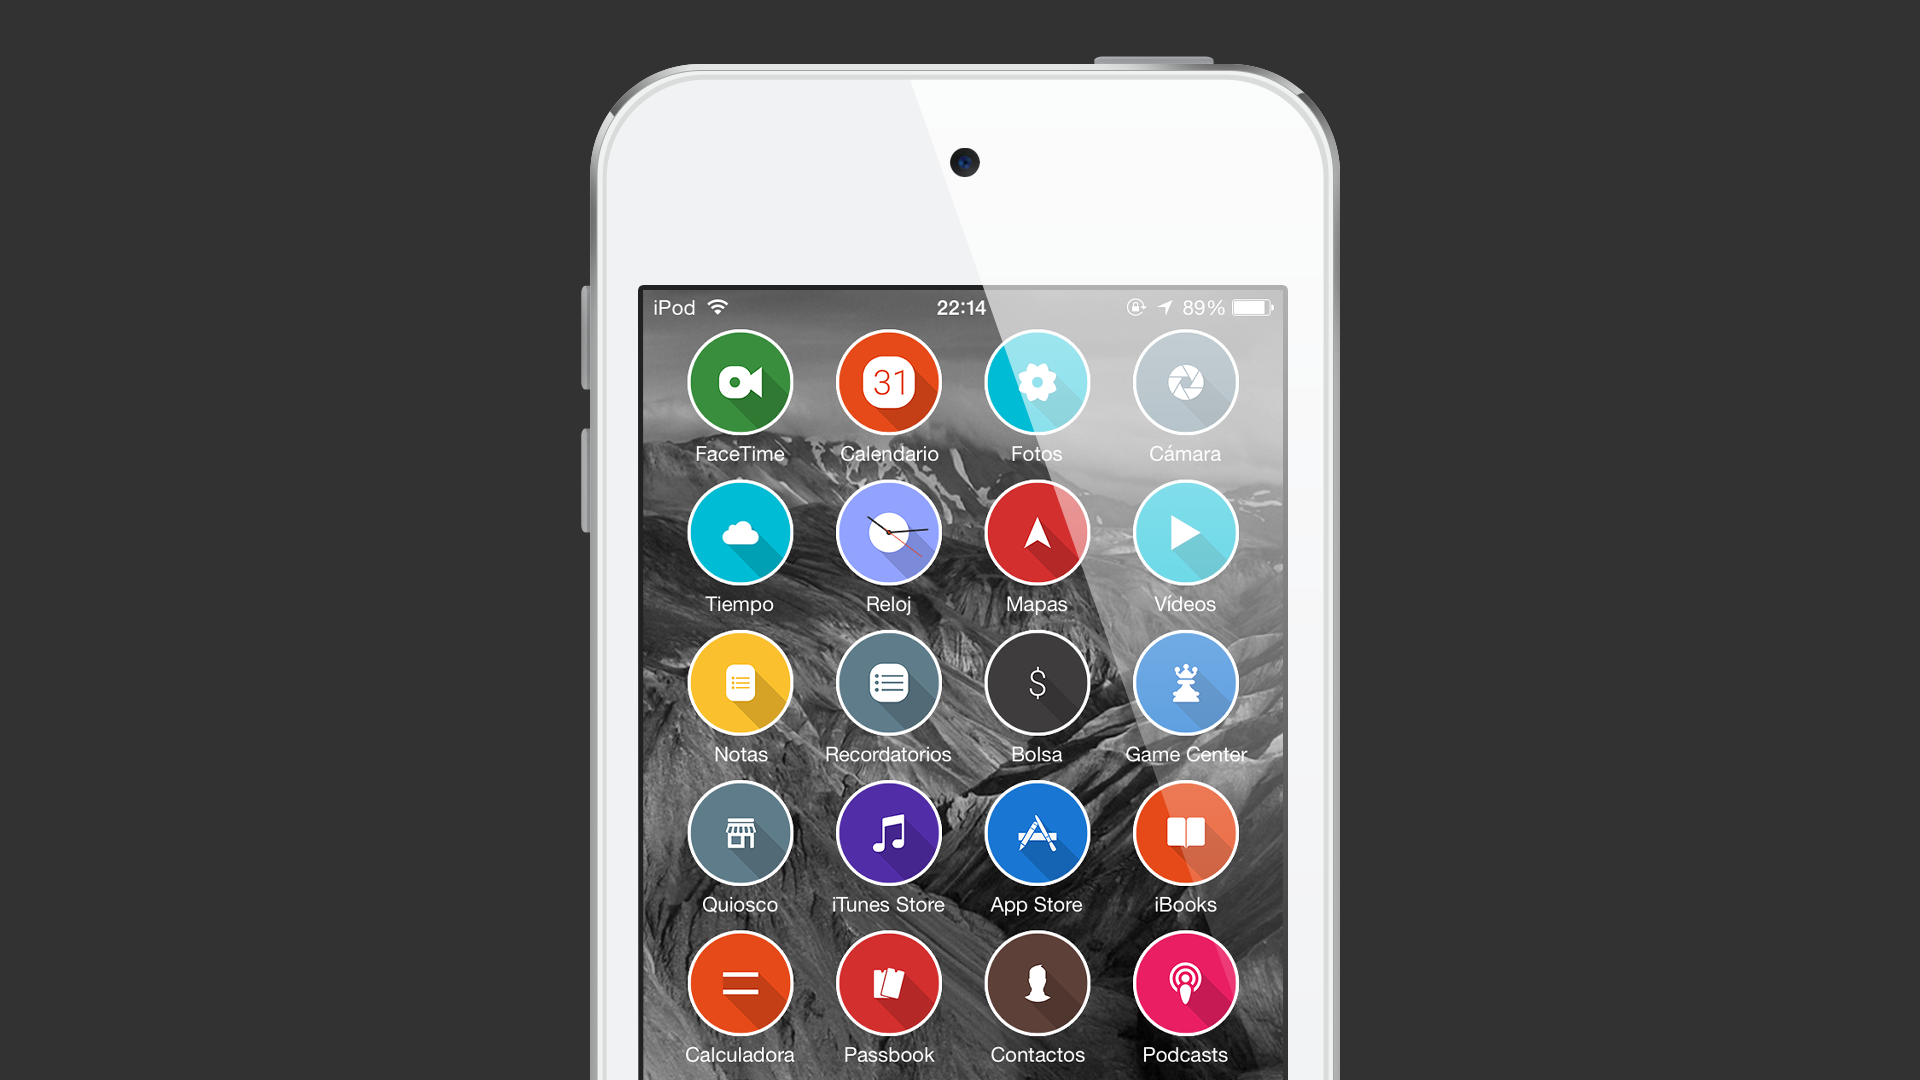 iPod 22:14 89%
31
FaceTime Calendario Fotos Cámara
Tiempo Reloj Mapas Vídeos
$
Notas Recordatorios Bolsa Game Center
Quiosco iTunes Store App Store iBooks
Calculadora Passbook Contactos Podcasts